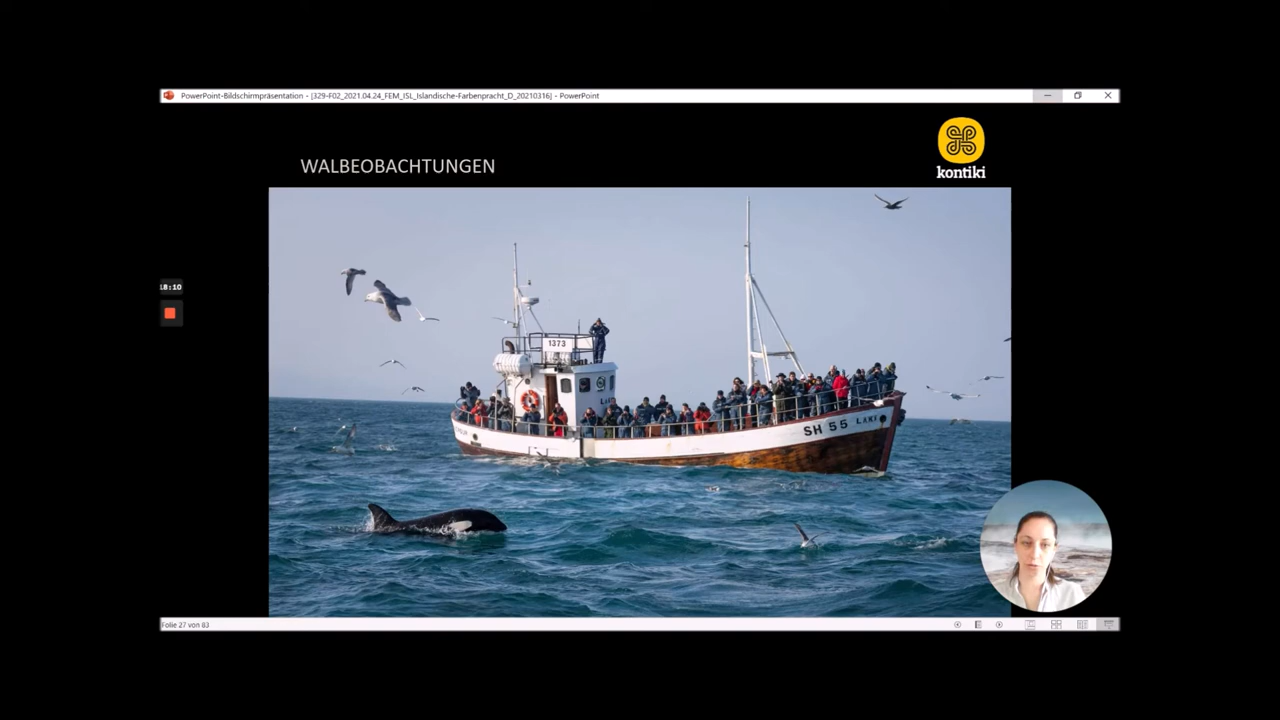 PowerPoint-Bildschirmpräsentation - [329-F02_2021.04.24_FEM_ISL_Islandische-Farbenpracht_D_20210316] - PowerPoint
kontiki
WALBEOBACHTUNGEN
18:10
1373
SH 55
Folie 27 von 83